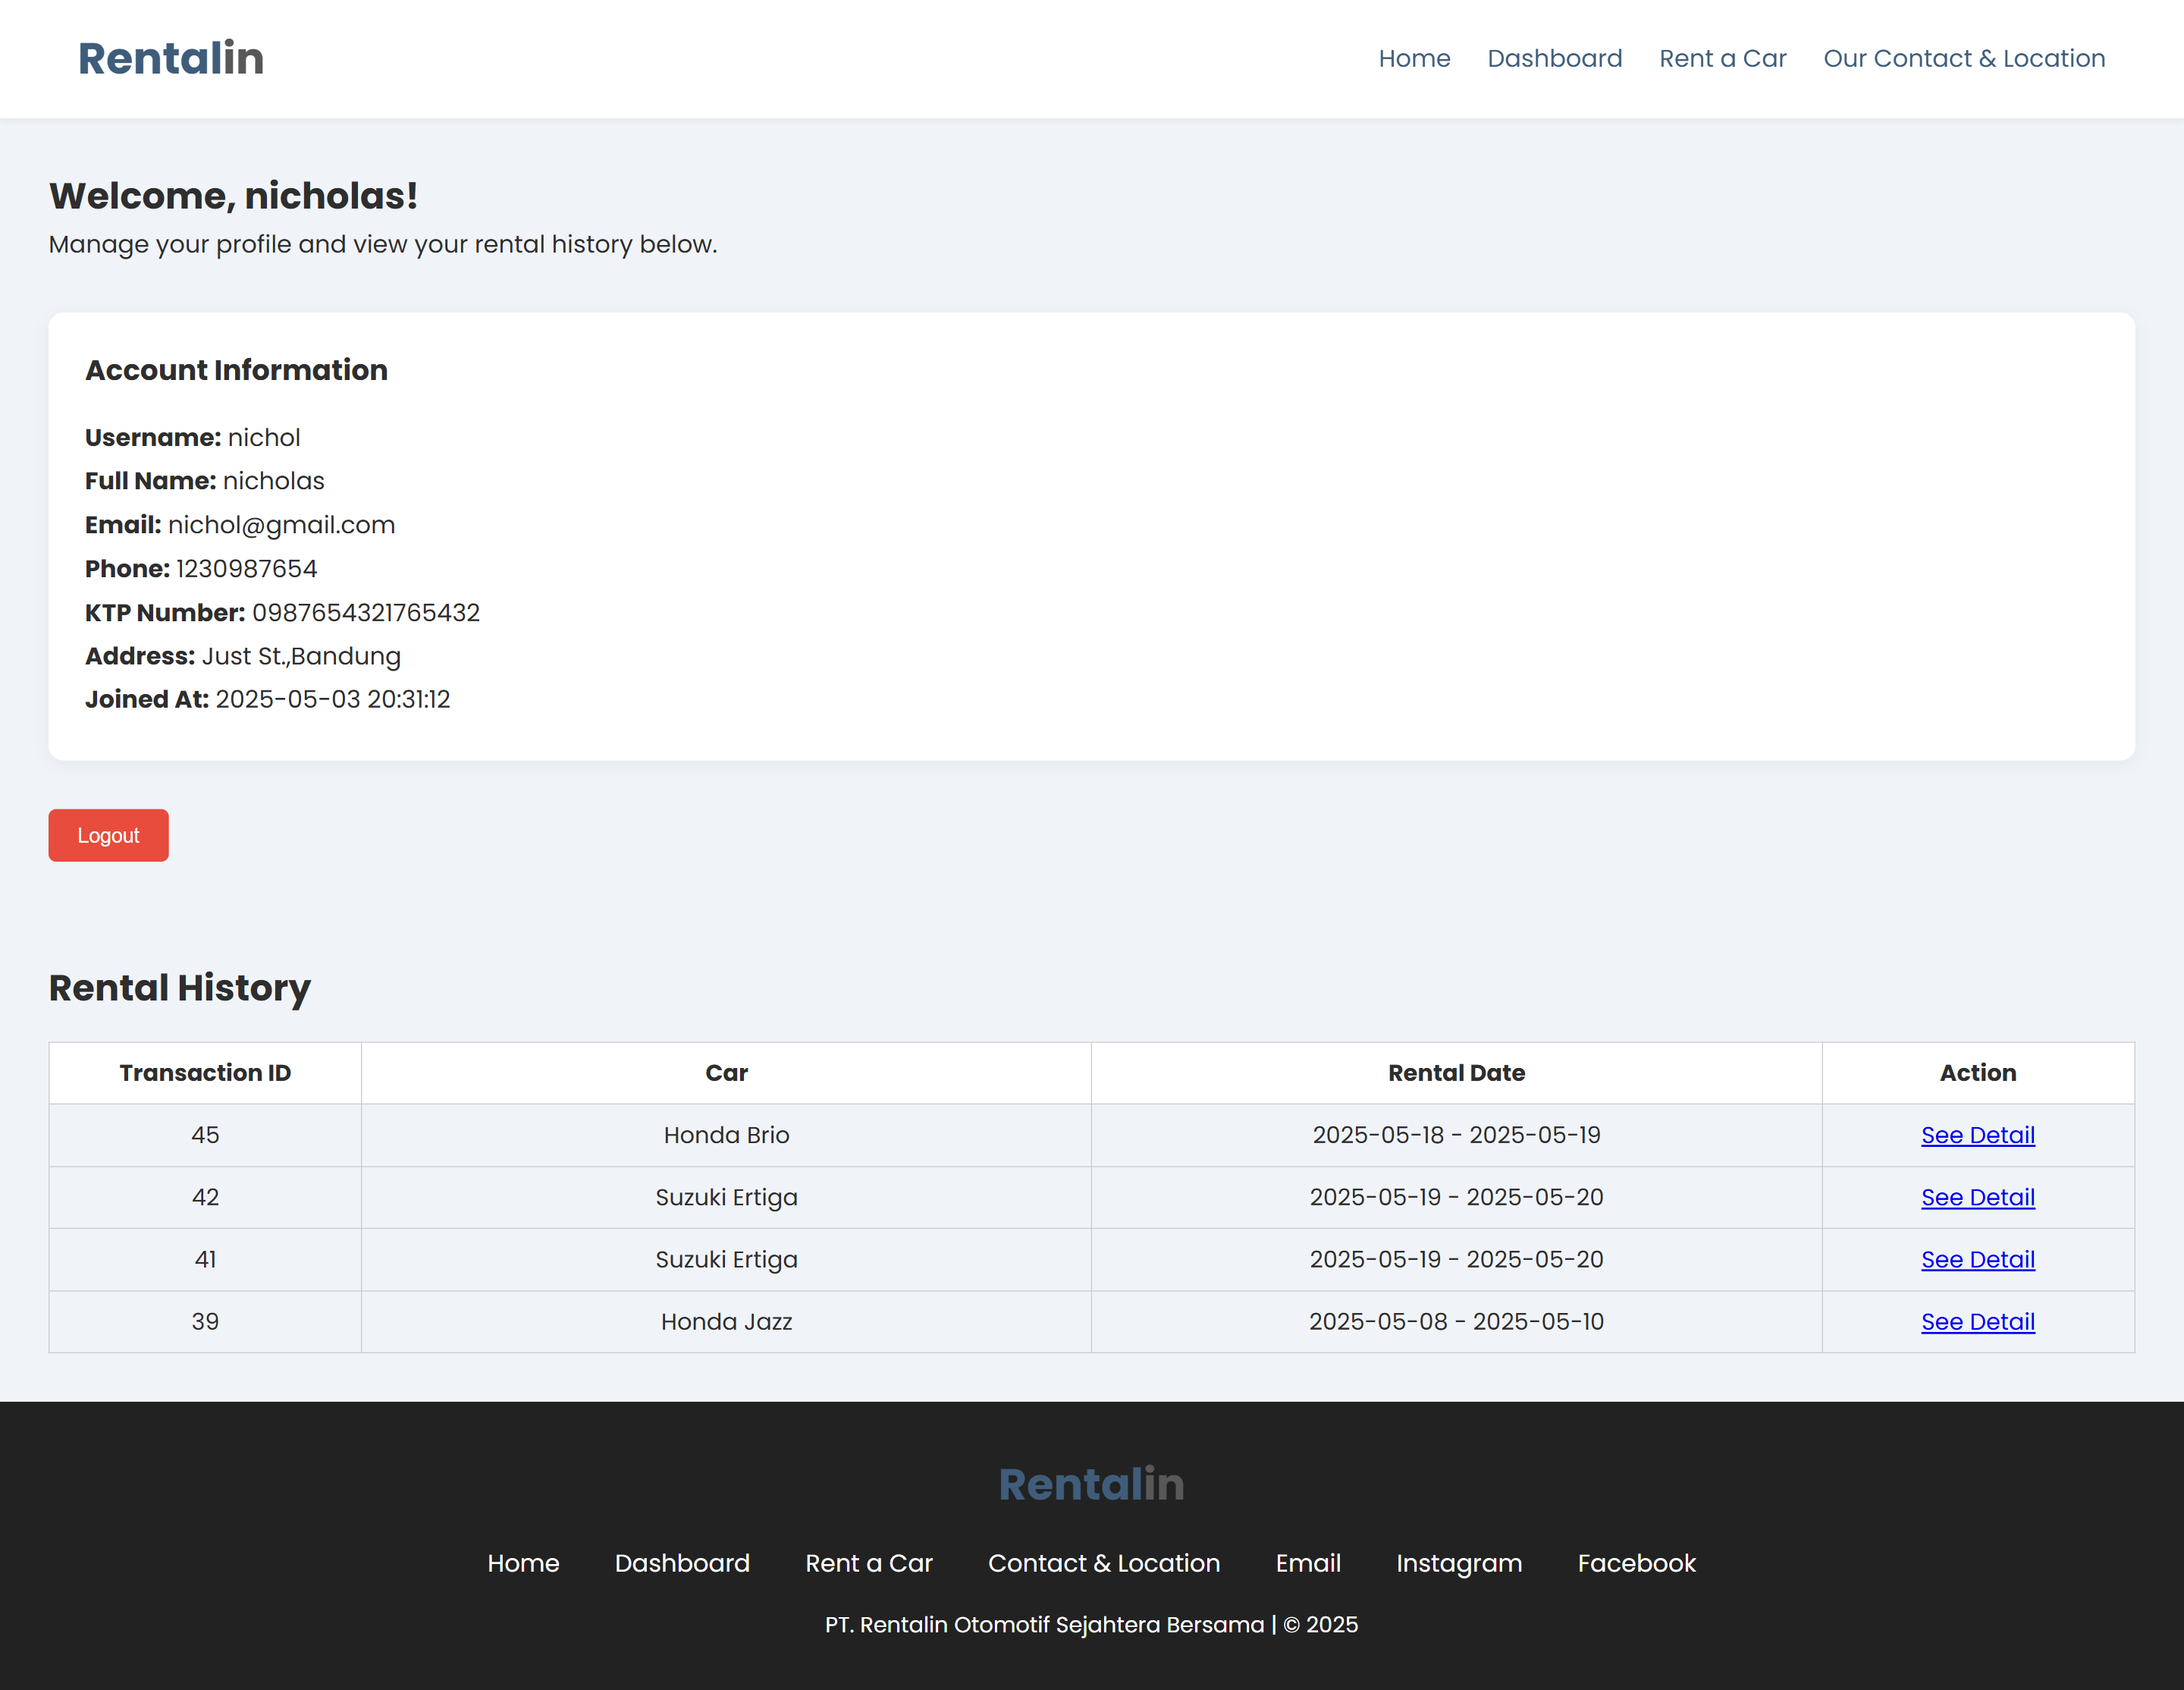 Rentalin
Home Dashboard Rent a Car Our Contact & Location
Welcome, nicholas!
Manage your profile and view your rental history below.
Account Information
Username: nichol
Full Name: nicholas
Email: nichol@gmail.com
Phone: 1230987654
KTP Number: 0987654321765432
Address: Just St.,Bandung
Joined At: 2025-05-03 20:31:12
Logout
Rental History
Transaction ID Car Rental Date Action
45 Honda Brio 2025-05-18 - 2025-05-19 See Detail
42 Suzuki Ertiga 2025-05-19 - 2025-05-20 See Detail
41 Suzuki Ertiga 2025-05-19 - 2025-05-20 See Detail
39 Honda Jazz 2025-05-08 - 2025-05-10 See Detail
Rentalin
Home Dashboard Rent a Car Contact & Location Email Instagram Facebook
PT. Rentalin Otomotif Sejahtera Bersama | © 2025